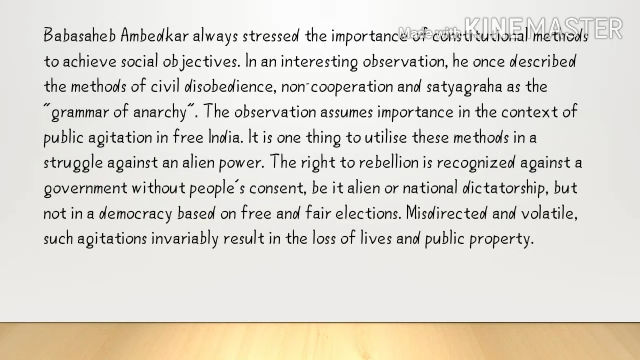 Made with KINEMASTER
Babasaheb Ambedkar always stressed the importance of constitutional methods
to achieve social objectives. In an interesting observation, he once described
the methods of civil disobedience, non-cooperation and satyagraha as the
"grammar of anarchy". The observation assumes importance in the context of
public agitation in free India. It is one thing to utilise these methods in a
struggle against an alien power. The right to rebellion is recognized against a
government without people's consent, be it alien or national dictatorship, but
not in a democracy based on free and fair elections. Misdirected and volatile,
such agitations invariably result in the loss of lives and public property.